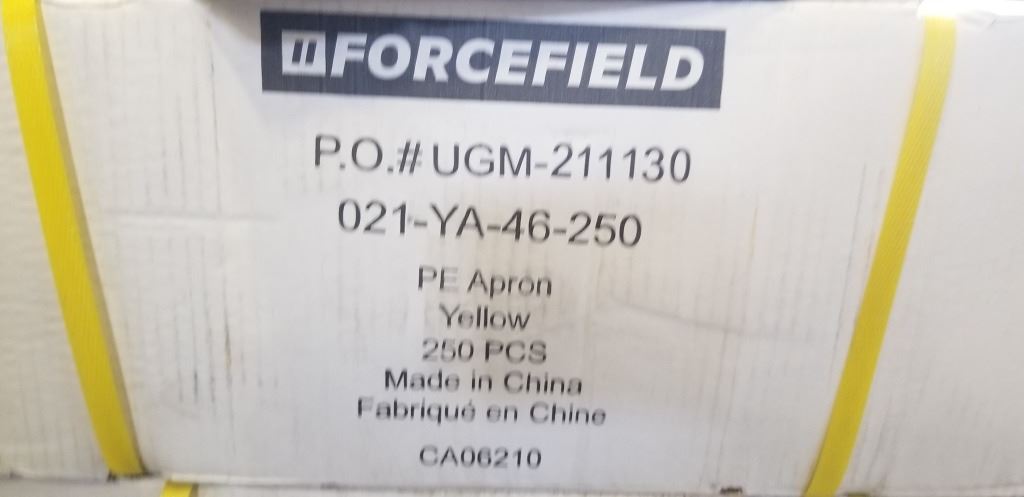 FORCEFIELD
P.O.# UGM-211130
021-YA-46-250
PE Apron
Yellow
250 PCS
Made in China
Fabriqué en Chine
CA06210